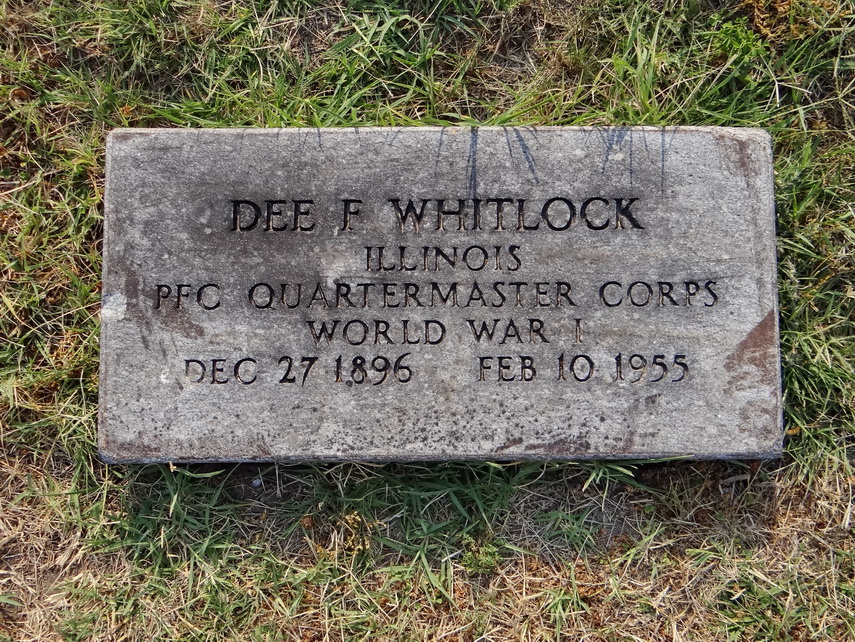 DEE F WHITLOCK
ILLINOIS
PFC QUARTERMASTER CORPS
WORLD WAR I
DEC 27 1896 FEB 10 1955